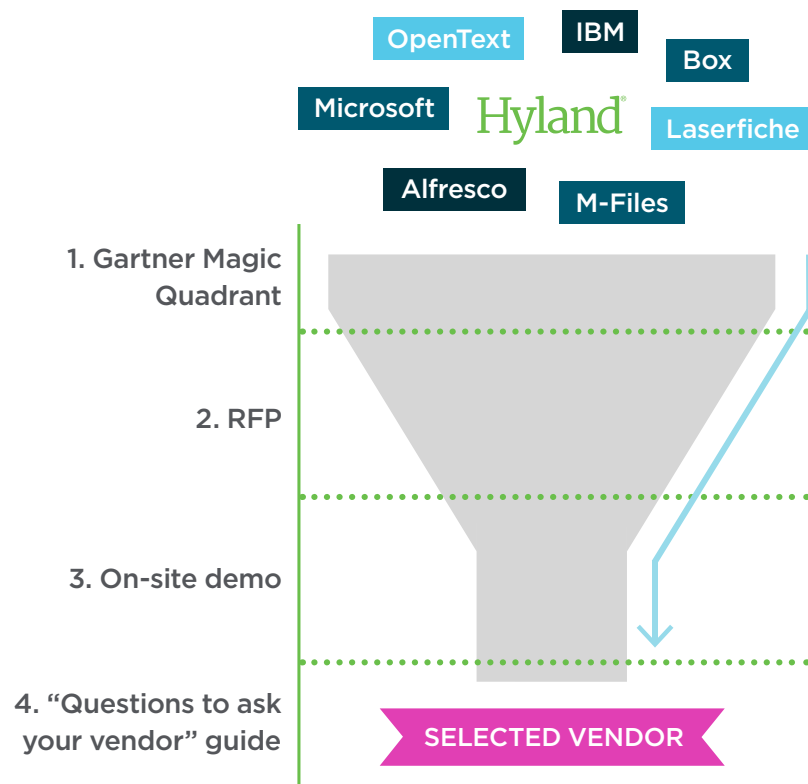 OpenText
IBM
Box
Microsoft
Hyland®
Laserfiche
Alfresco
M-Files
1. Gartner Magic
Quadrant
2. RFP
3. On-site demo
4. “Questions to ask
your vendor” guide
SELECTED VENDOR